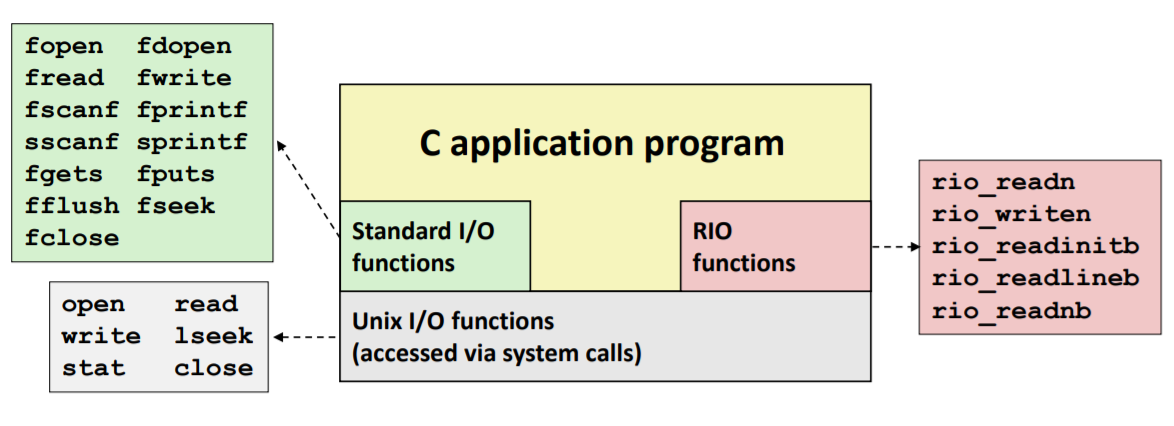 fopen fdopen
fread fwrite
fscanf fprintf
sscanf sprintf
fgets fputs
fflush fseek
fclose
open read
write lseek
stat close
C application program
Standard I/O
functions
RIO
functions
Unix I/O functions
(accessed via system calls)
rio_readn
rio_writen
rio_readinitb
rio_readlineb
rio_readnb